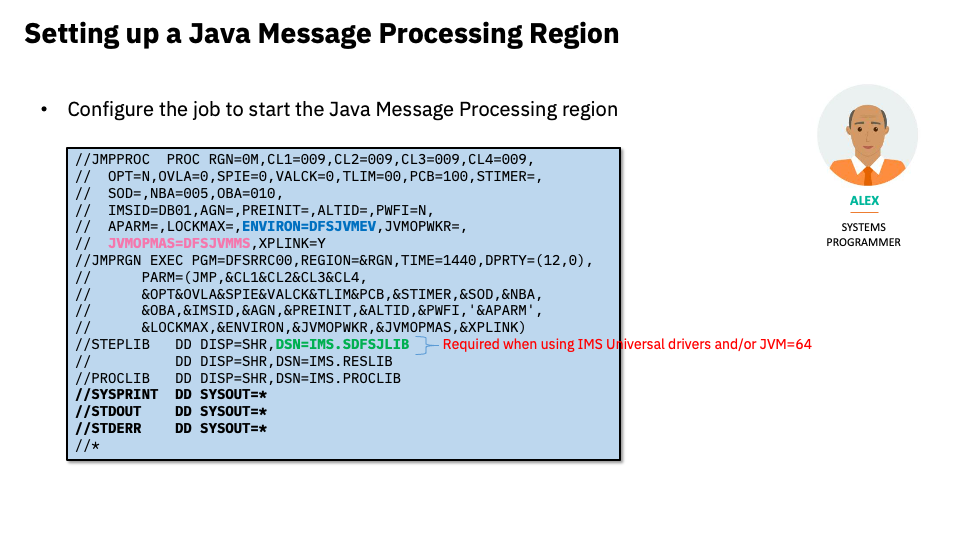 Setting up a Java Message Processing Region
• Configure the job to start the Java Message Processing region
//JMPPROC  PROC RGN=0M,CL1=009,CL2=009,CL3=009,CL4=009,
//  OPT=N,OVLA=0,SPIE=0,VALCK=0,TLIM=00,PCB=100,STIMER=,
//  SOD=,NBA=005,OBA=010,
//  IMSID=DB01,AGN=,PREINIT=,ALTID=,PWFI=N,
//  APARM=,LOCKMAX=,ENVIRON=DFSJVMEV,JVMOPWKR=,
//  JVMOPMAS=DFSJVMMS,XPLINK=Y
//JMPRGN EXEC PGM=DFSRRC00,REGION=&RGN,TIME=1440,DPRTY=(12,0),
//      PARM=(JMP,&CL1&CL2&CL3&CL4,
//      &OPT&OVLA&SPIE&VALCK&TLIM&PCB,&STIMER,&SOD,&NBA,
//      &OBA,&IMSID,&AGN,&PREINIT,&ALTID,&PWFI,'&APARM',
//      &LOCKMAX,&ENVIRON,&JVMOPWKR,&JVMOPMAS,&XPLINK)
//STEPLIB   DD DISP=SHR,DSN=IMS.SDFSJLIB Required when using IMS Universal drivers and/or JVM=64
//          DD DISP=SHR,DSN=IMS.RESLIB
//PROCLIB   DD DISP=SHR,DSN=IMS.PROCLIB
//SYSPRINT  DD SYSOUT=*
//STDOUT    DD SYSOUT=*
//STDERR    DD SYSOUT=*
//*
ALEX
SYSTEMS
PROGRAMMER